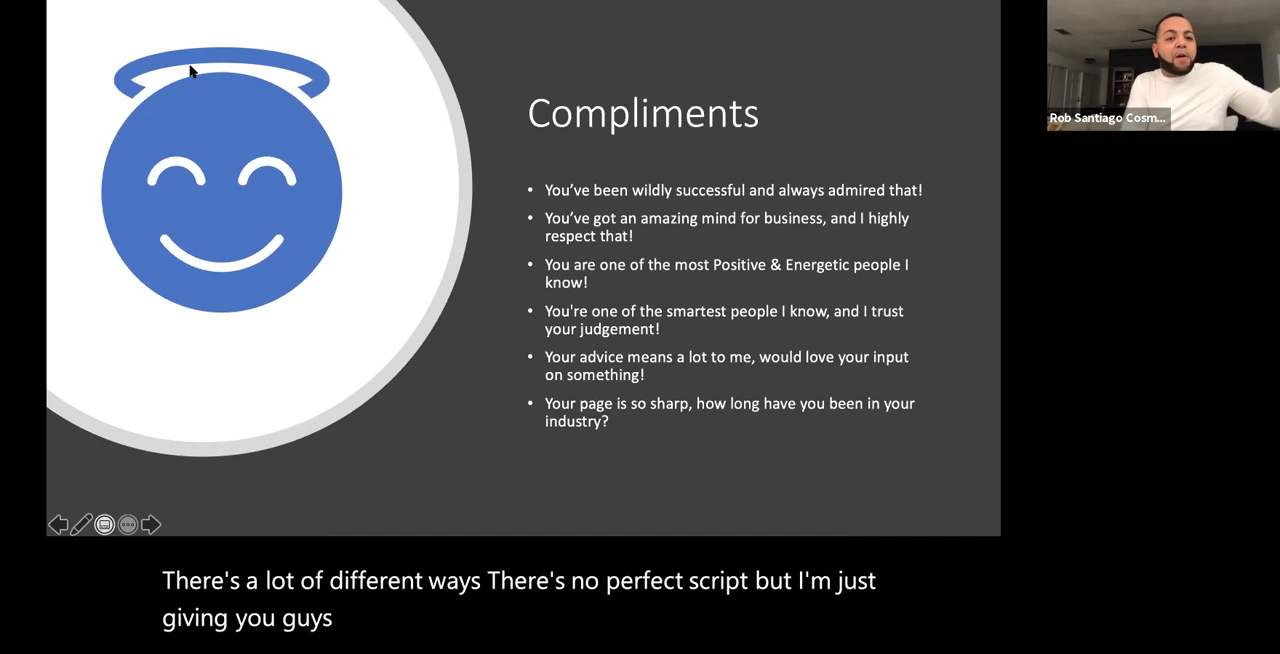 Compliments
• You’ve been wildly successful and always admired that!
• You’ve got an amazing mind for business, and I highly
respect that!
• You are one of the most Positive & Energetic people I
know!
• You're one of the smartest people I know, and I trust
your judgement!
• Your advice means a lot to me, would love your input
on something!
• Your page is so sharp, how long have you been in your
industry?
Rob Santiago Cosm...
There's a lot of different ways There's no perfect script but I'm just
giving you guys